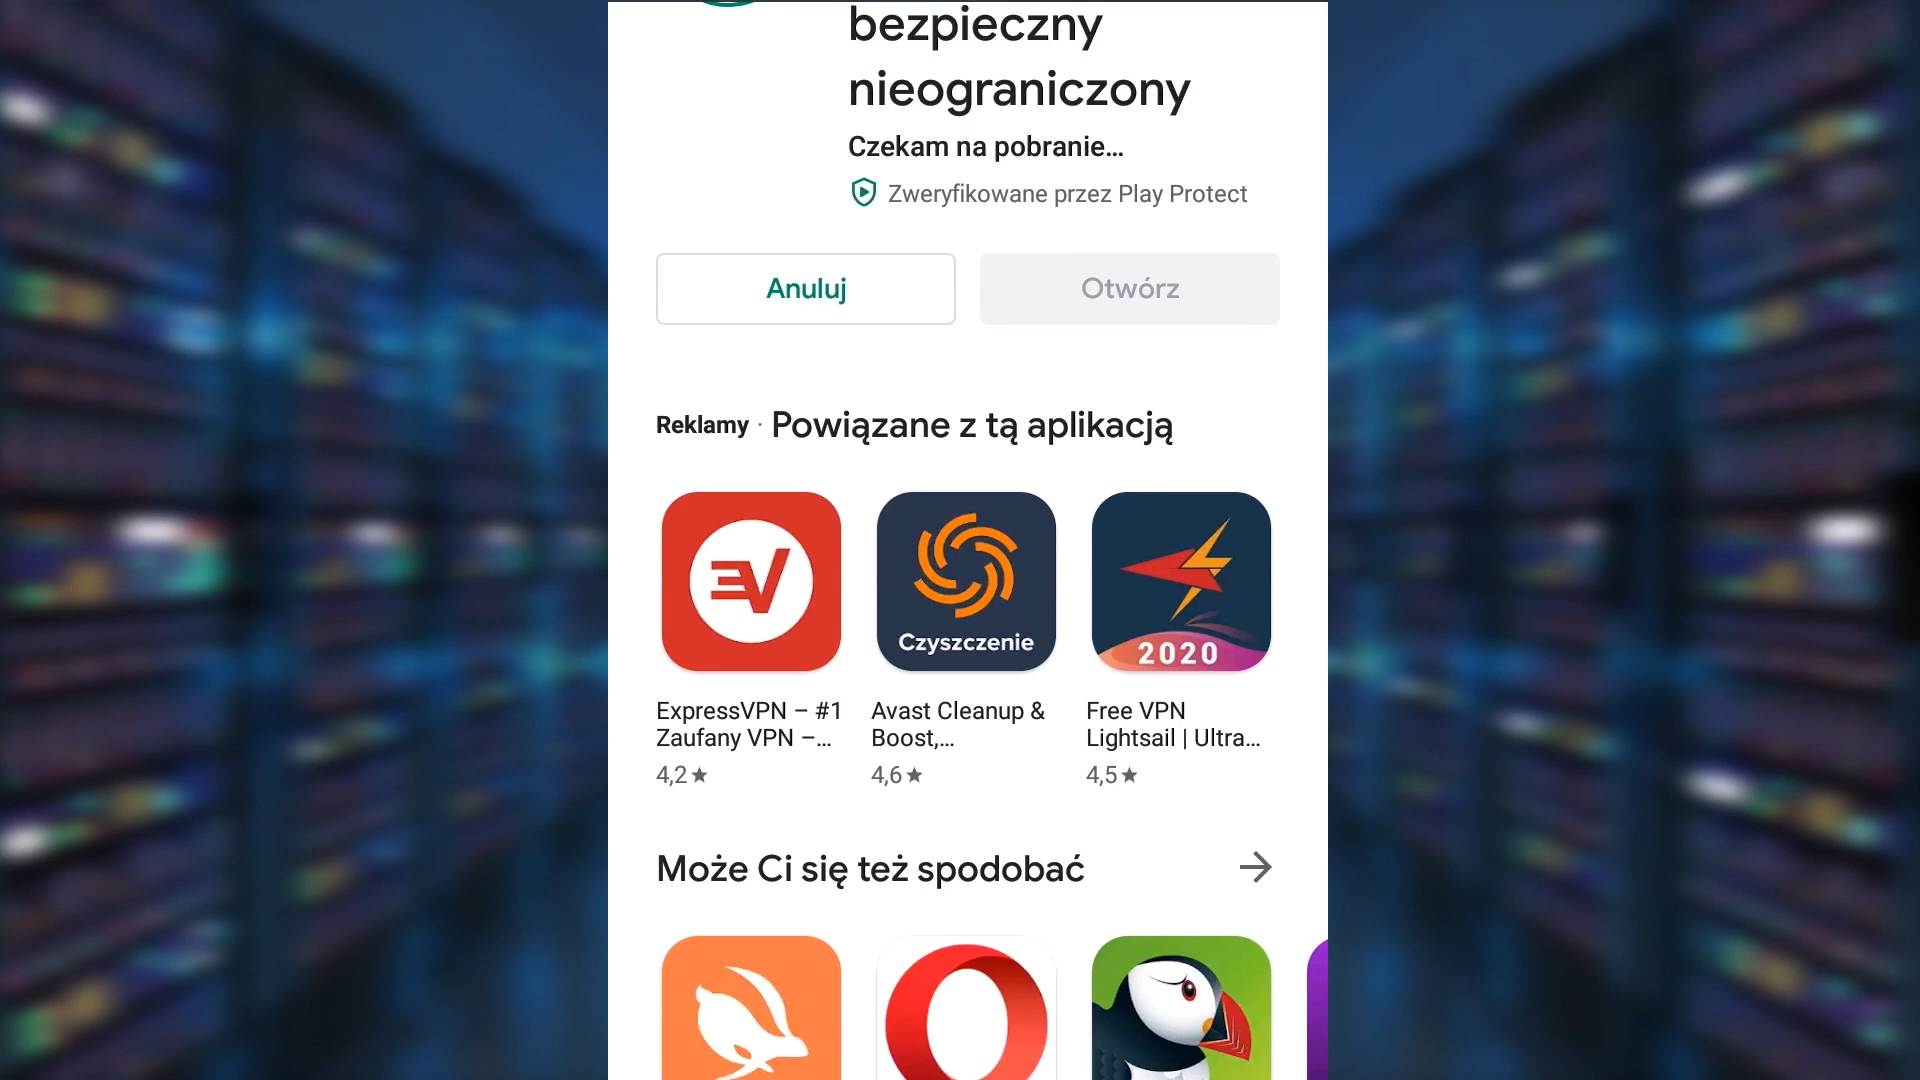 bezpieczny
nieograniczony
Czekam na pobranie...
Zweryfikowane przez Play Protect
Anuluj
Otwórz
Reklamy · Powiązane z tą aplikacją
Czyszczenie
2020
ExpressVPN – #1
Zaufany VPN –...
4,2★
Avast Cleanup &
Boost,...
4,6★
Free VPN
Lightsail | Ultra...
4,5★
Może Ci się też spodobać